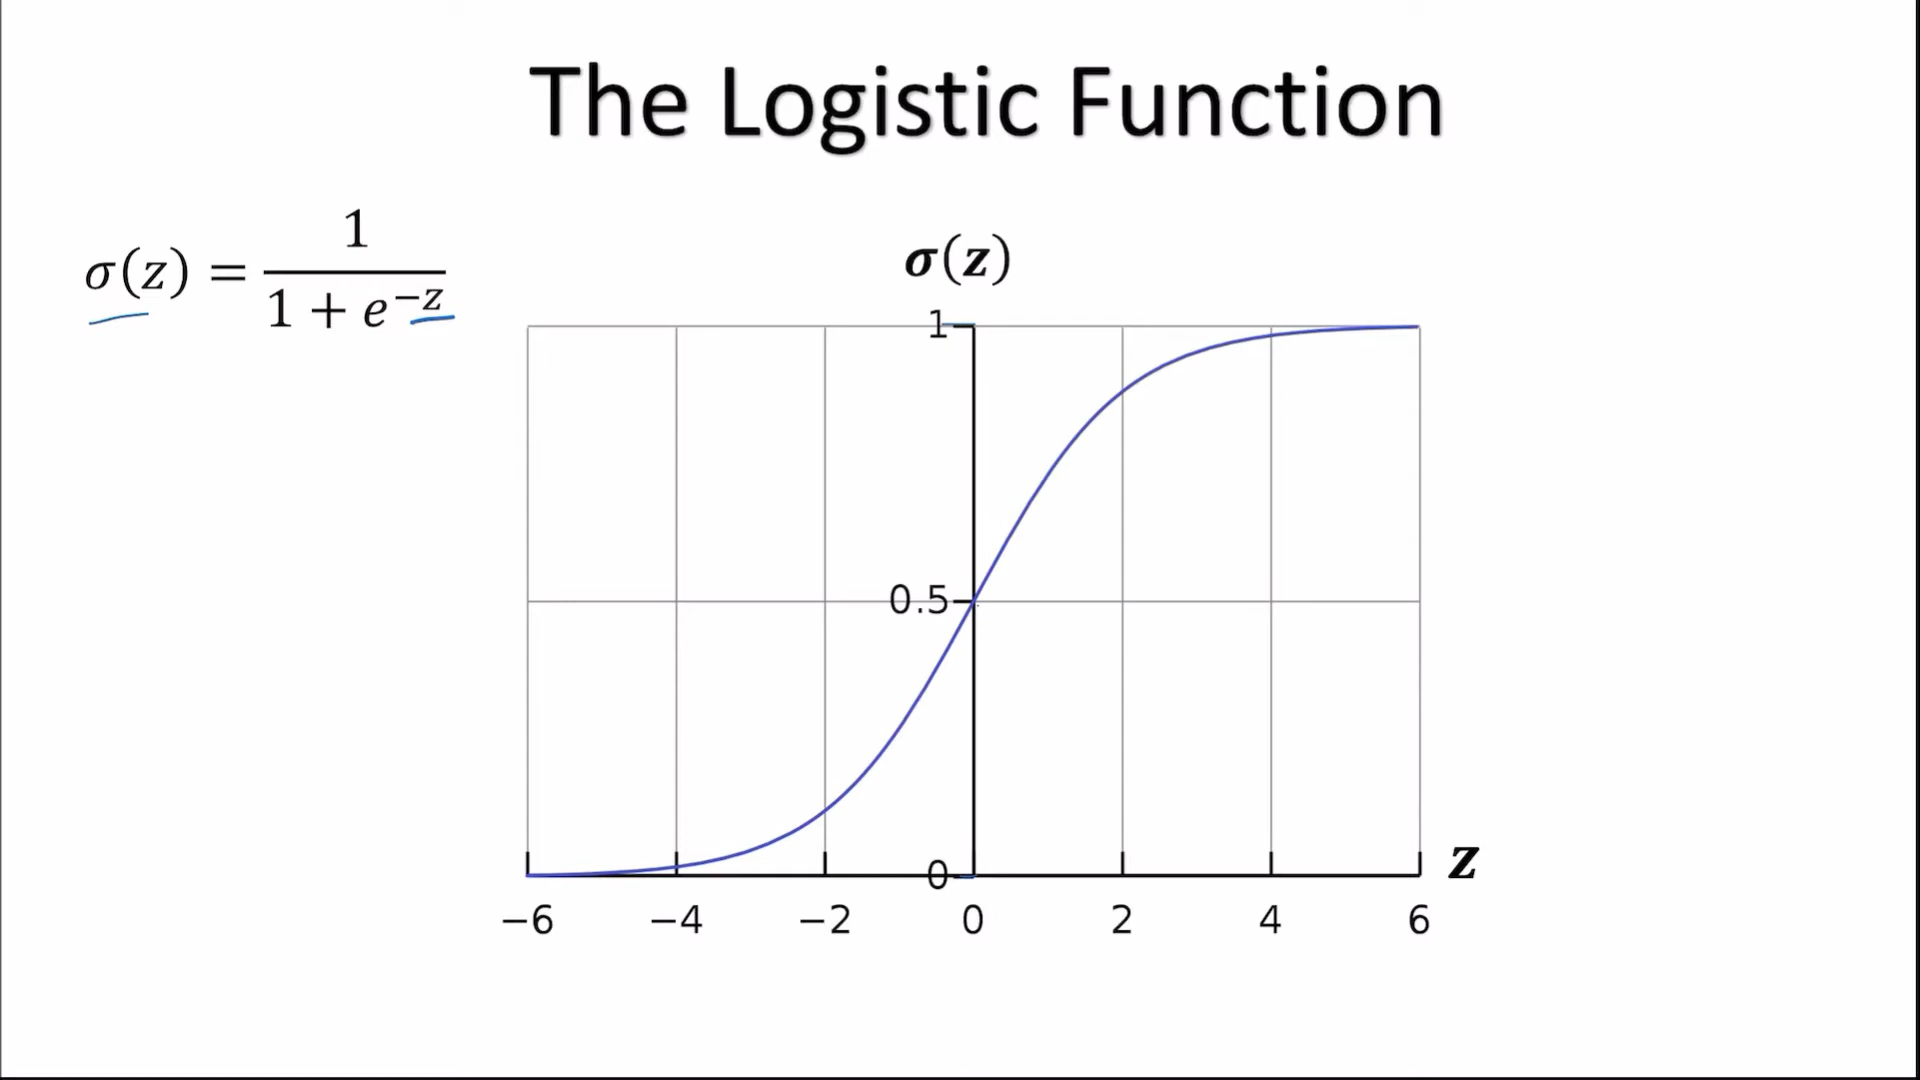 The Logistic Function
σ(z) = 1 / (1 + e^{−z})
σ(z)
1
0.5
0
z
−6 −4 −2 0 2 4 6